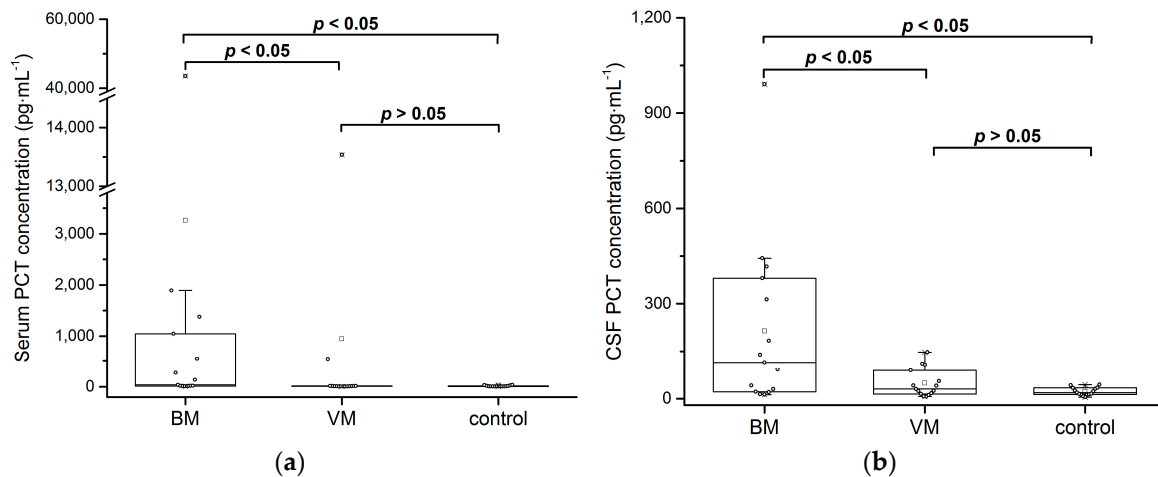 Serum PCT concentration (pg·mL⁻¹)
60,000
40,000
14,000
13,000
3,000
2,000
1,000
0
p < 0.05
p < 0.05
p > 0.05
BM VM control
(a)
CSF PCT concentration (pg·mL⁻¹)
1,200
900
600
300
0
p < 0.05
p < 0.05
p > 0.05
BM VM control
(b)